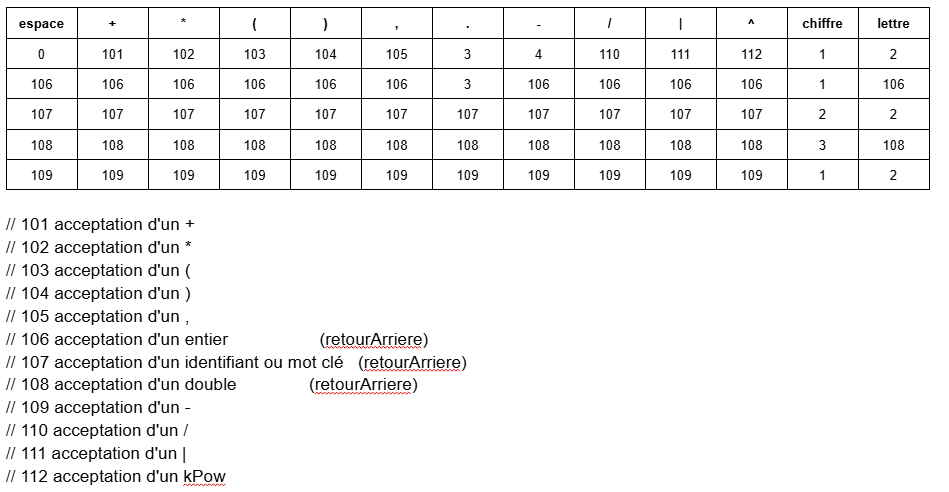 espace + * ( ) , . - / | ^ chiffre lettre
0 101 102 103 104 105 3 4 110 111 112 1 2
106 106 106 106 106 106 3 106 106 106 106 1 106
107 107 107 107 107 107 107 107 107 107 107 2 2
108 108 108 108 108 108 108 108 108 108 108 3 108
109 109 109 109 109 109 109 109 109 109 109 1 2
// 101 acceptation d'un +
// 102 acceptation d'un *
// 103 acceptation d'un (
// 104 acceptation d'un )
// 105 acceptation d'un ,
// 106 acceptation d'un entier (retourArriere)
// 107 acceptation d'un identifiant ou mot clé (retourArriere)
// 108 acceptation d'un double (retourArriere)
// 109 acceptation d'un -
// 110 acceptation d'un /
// 111 acceptation d'un |
// 112 acceptation d'un kPow